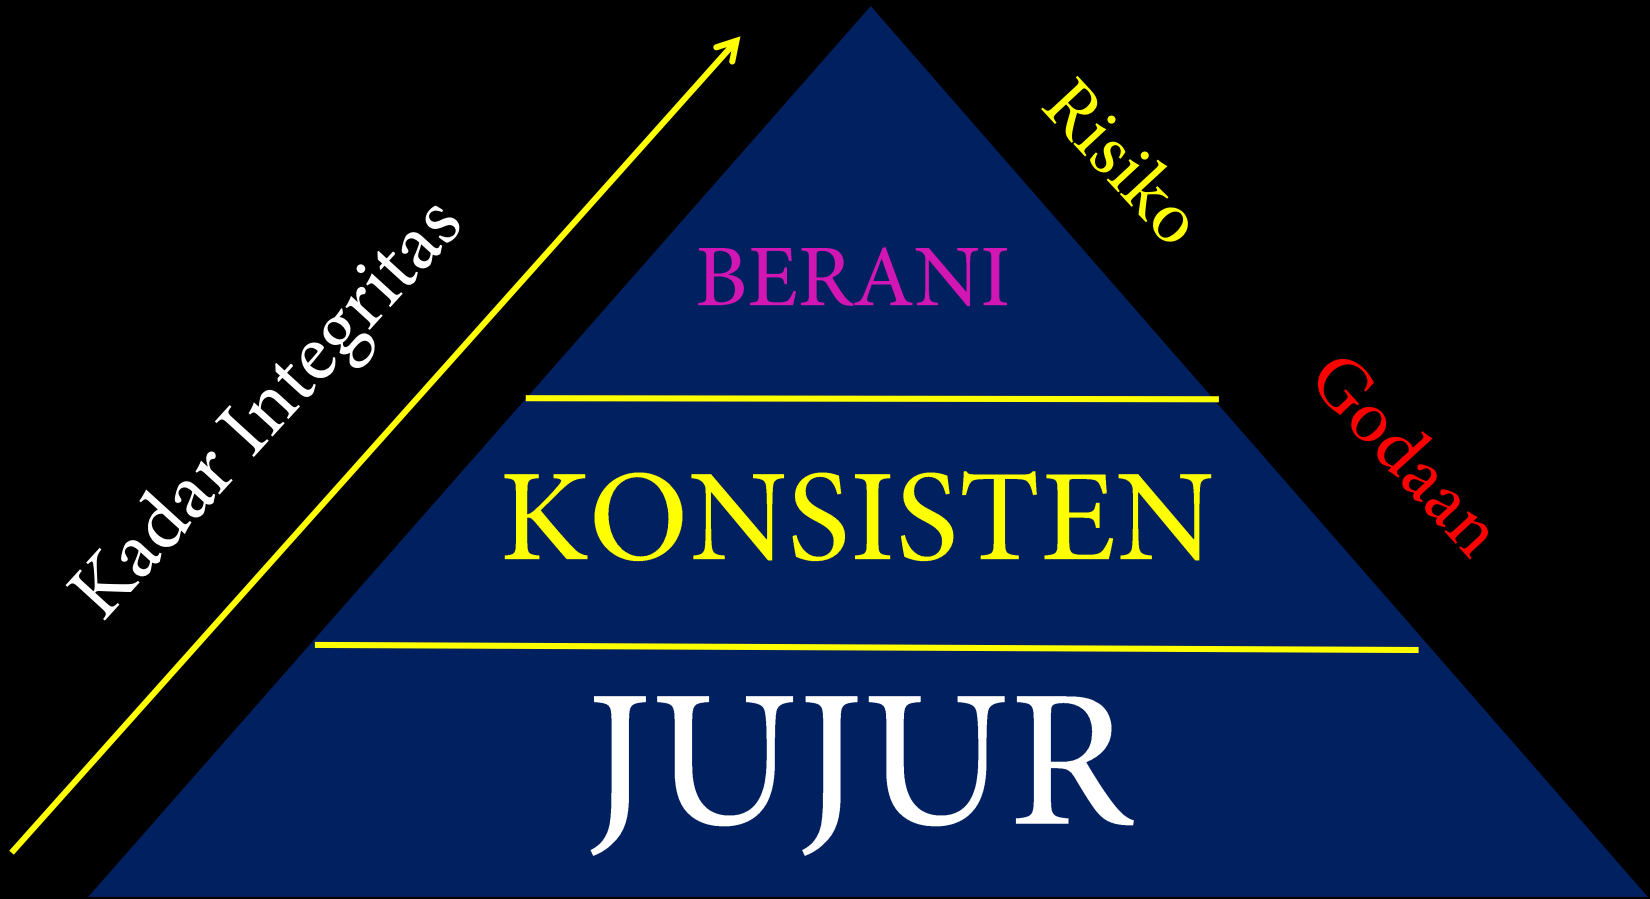 Risiko
Kadar Integritas
BERANI
Godaan
KONSISTEN
JUJUR